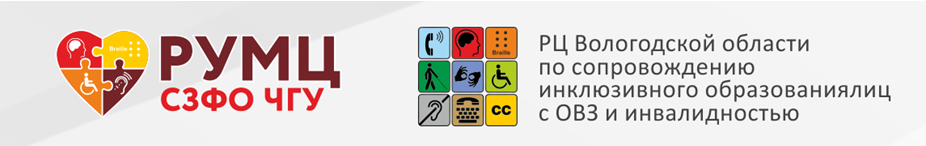 Braille
РУМЦ
СЗФО ЧГУ
Braille
CC
РЦ Вологодской области
по сопровождению
инклюзивного образованиялиц
с ОВЗ и инвалидностью